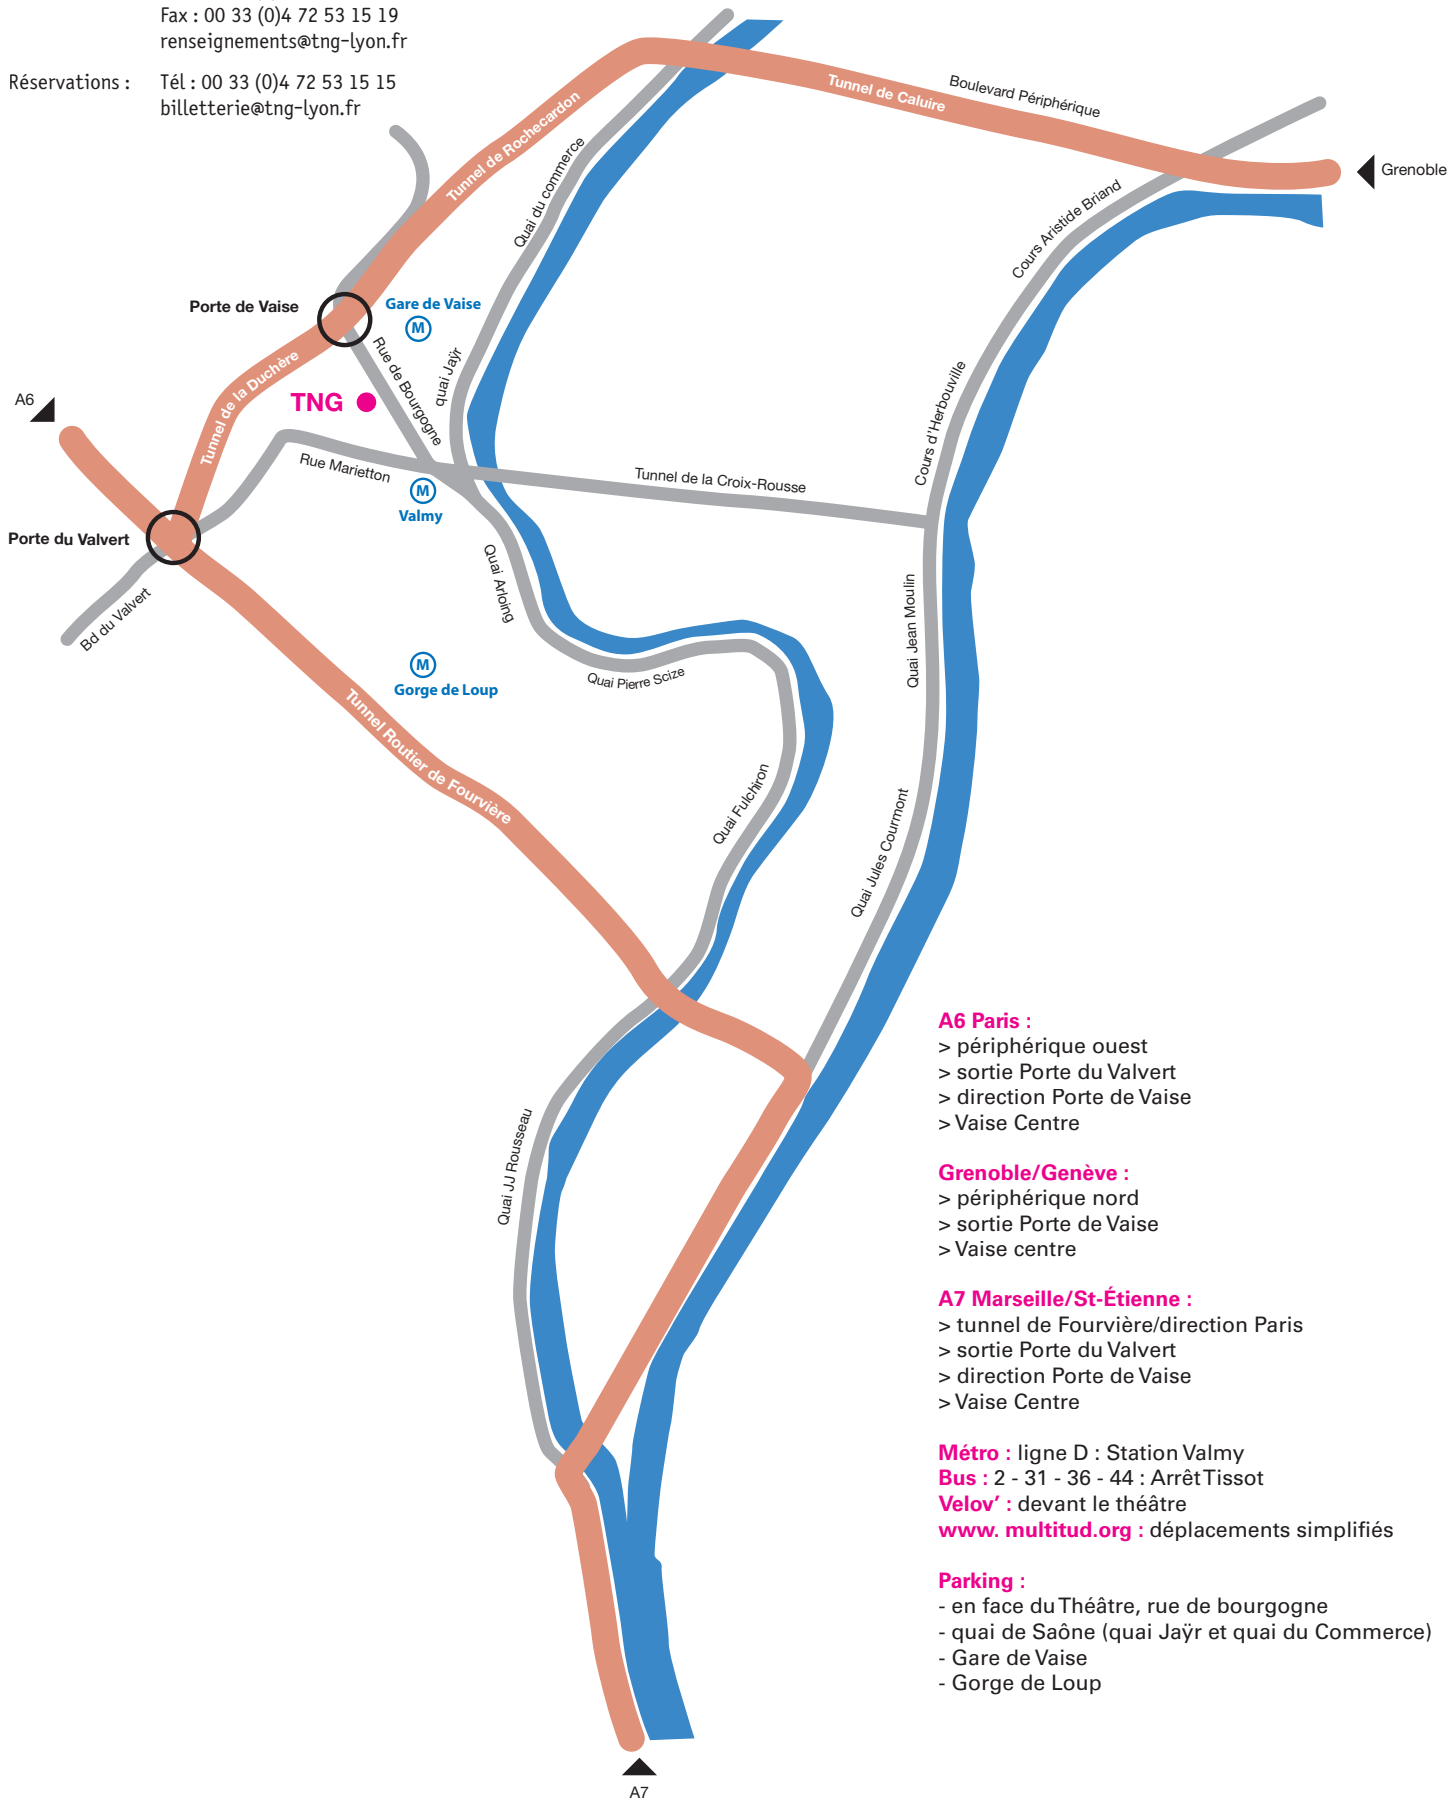 Fax : 00 33 (0)4 72 53 15 19
renseignements@tng-lyon.fr
Réservations : Tél : 00 33 (0)4 72 53 15 15
billetterie@tng-lyon.fr
Tunnel de Caluire
Boulevard Périphérique
Tunnel de Rochecardon
Quai du commerce
Grenoble
Cours Aristide Briand
Porte de Vaise
Gare de Vaise
M
Rue de Bourgogne
quai Jaÿr
Tunnel de la Duchère
A6
TNG
Cours d'Herbouville
Rue Marietton
Tunnel de la Croix-Rousse
M
Valmy
Porte du Valvert
Quai Arloing
Bd du Valvert
Quai Jean Moulin
M
Gorge de Loup
Quai Pierre Scize
Tunnel Routier de Fourvière
Quai Fulchiron
Quai Jules Courmont
Quai JJ Rousseau
A6 Paris :
> périphérique ouest
> sortie Porte du Valvert
> direction Porte de Vaise
> Vaise Centre
Grenoble/Genève :
> périphérique nord
> sortie Porte de Vaise
> Vaise centre
A7 Marseille/St-Étienne :
> tunnel de Fourvière/direction Paris
> sortie Porte du Valvert
> direction Porte de Vaise
> Vaise Centre
Métro : ligne D : Station Valmy
Bus : 2 - 31 - 36 - 44 : Arrêt Tissot
Velov' : devant le théâtre
www. multitud.org : déplacements simplifiés
Parking :
- en face du Théâtre, rue de bourgogne
- quai de Saône (quai Jaÿr et quai du Commerce)
- Gare de Vaise
- Gorge de Loup
A7